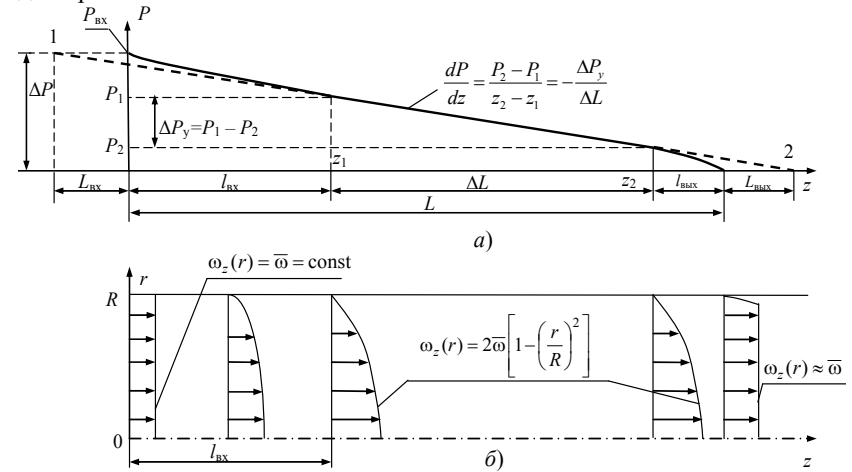 P_вх
P
1
ΔP
P_1
ΔP_у=P_1 – P_2
P_2
dP/dz = (P_2 − P_1)/(z_2 − z_1) = −ΔP_y/ΔL
z_1
z_2
2
z
L_вх
l_вх
ΔL
l_вых
L_вых
L
а)
r
ω_z(r) = ω̅ = const
R
ω_z(r) = 2ω̅[1−(r/R)^2]
ω_z(r) ≈ ω̅
0
l_вх
z
б)